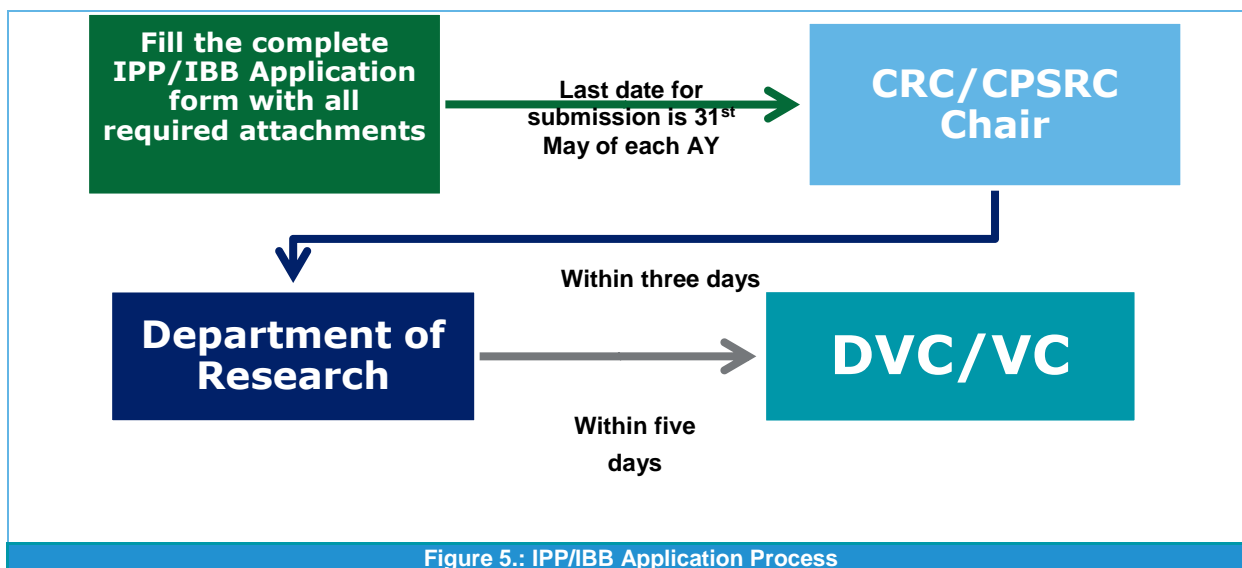 Fill the complete
IPP/IBB Application
form with all
required attachments
Last date for
submission is 31st
May of each AY
CRC/CPSRC
Chair
Within three days
Department of
Research
DVC/VC
Within five
days
Figure 5.: IPP/IBB Application Process